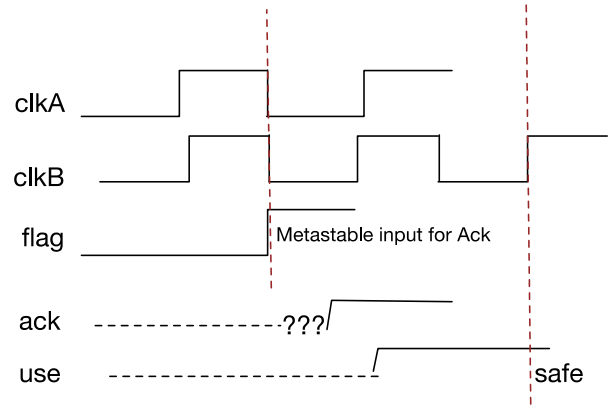 clkA
clkB
flag
Metastable input for Ack
ack ???
use
safe